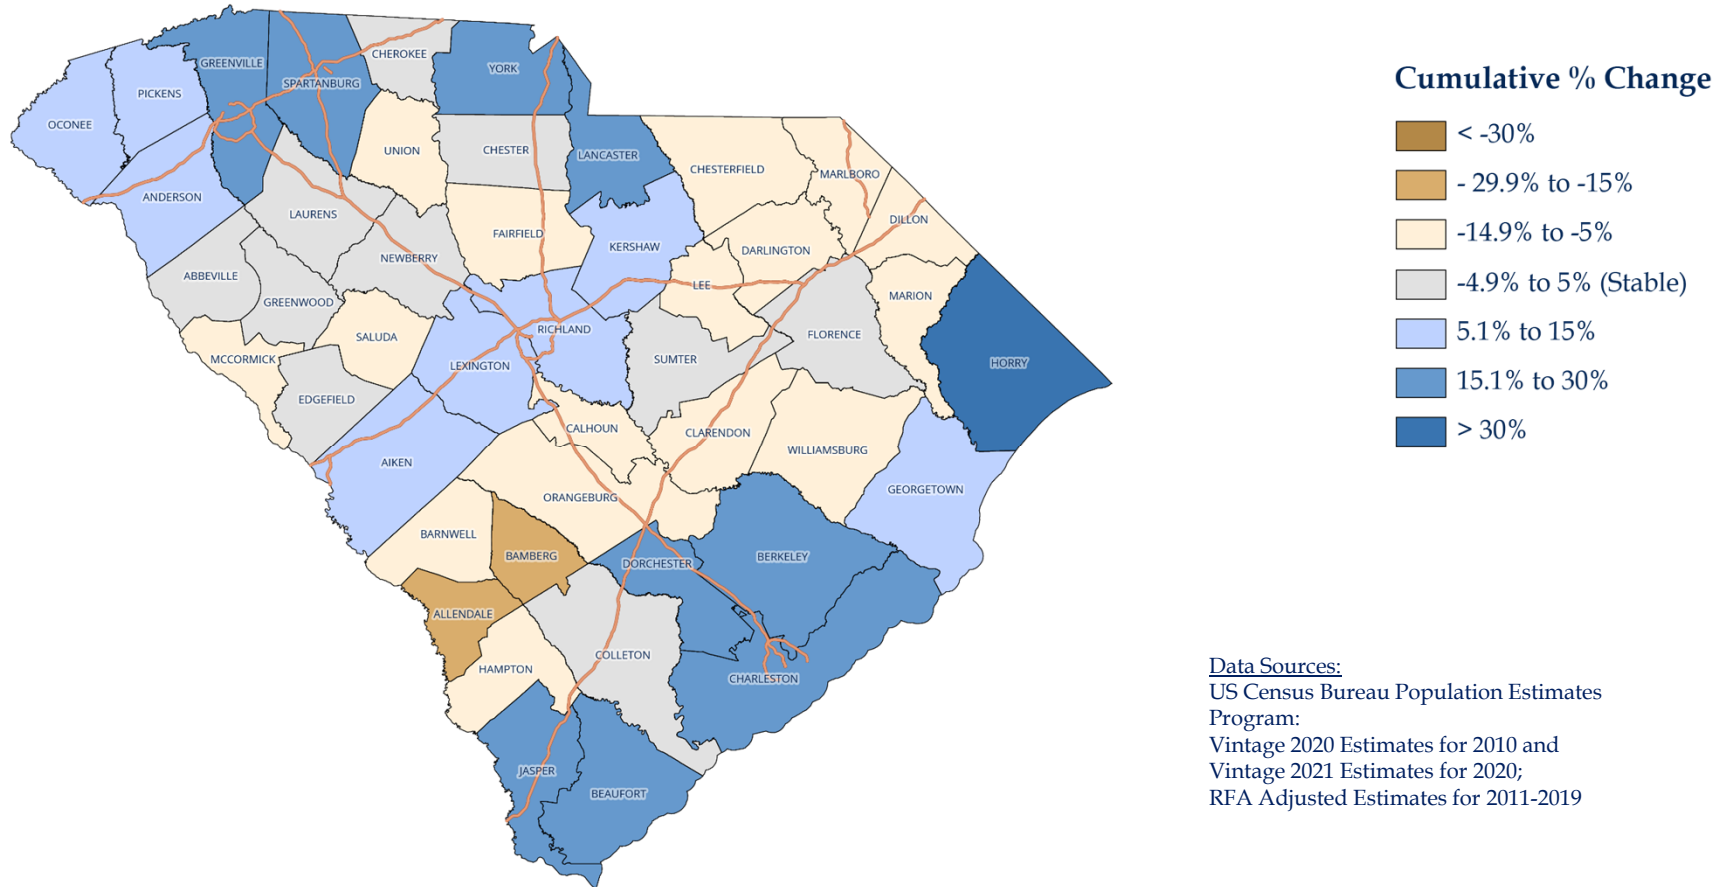 GREENVILLE
SPARTANBURG
CHEROKEE
YORK
PICKENS
OCONEE
UNION
CHESTER
LANCASTER
CHESTERFIELD
MARLBORO
ANDERSON
LAURENS
FAIRFIELD
KERSHAW
DARLINGTON
DILLON
ABBEVILLE
NEWBERRY
GREENWOOD
LEE
MARION
SALUDA
RICHLAND
FLORENCE
MCCORMICK
LEXINGTON
SUMTER
HORRY
EDGEFIELD
CALHOUN
CLARENDON
WILLIAMSBURG
AIKEN
GEORGETOWN
ORANGEBURG
BARNWELL
BAMBERG
DORCHESTER
BERKELEY
ALLENDALE
HAMPTON
COLLETON
CHARLESTON
JASPER
BEAUFORT
Cumulative % Change
< -30%
- 29.9% to -15%
-14.9% to -5%
-4.9% to 5% (Stable)
5.1% to 15%
15.1% to 30%
> 30%
Data Sources:
US Census Bureau Population Estimates
Program:
Vintage 2020 Estimates for 2010 and
Vintage 2021 Estimates for 2020;
RFA Adjusted Estimates for 2011-2019